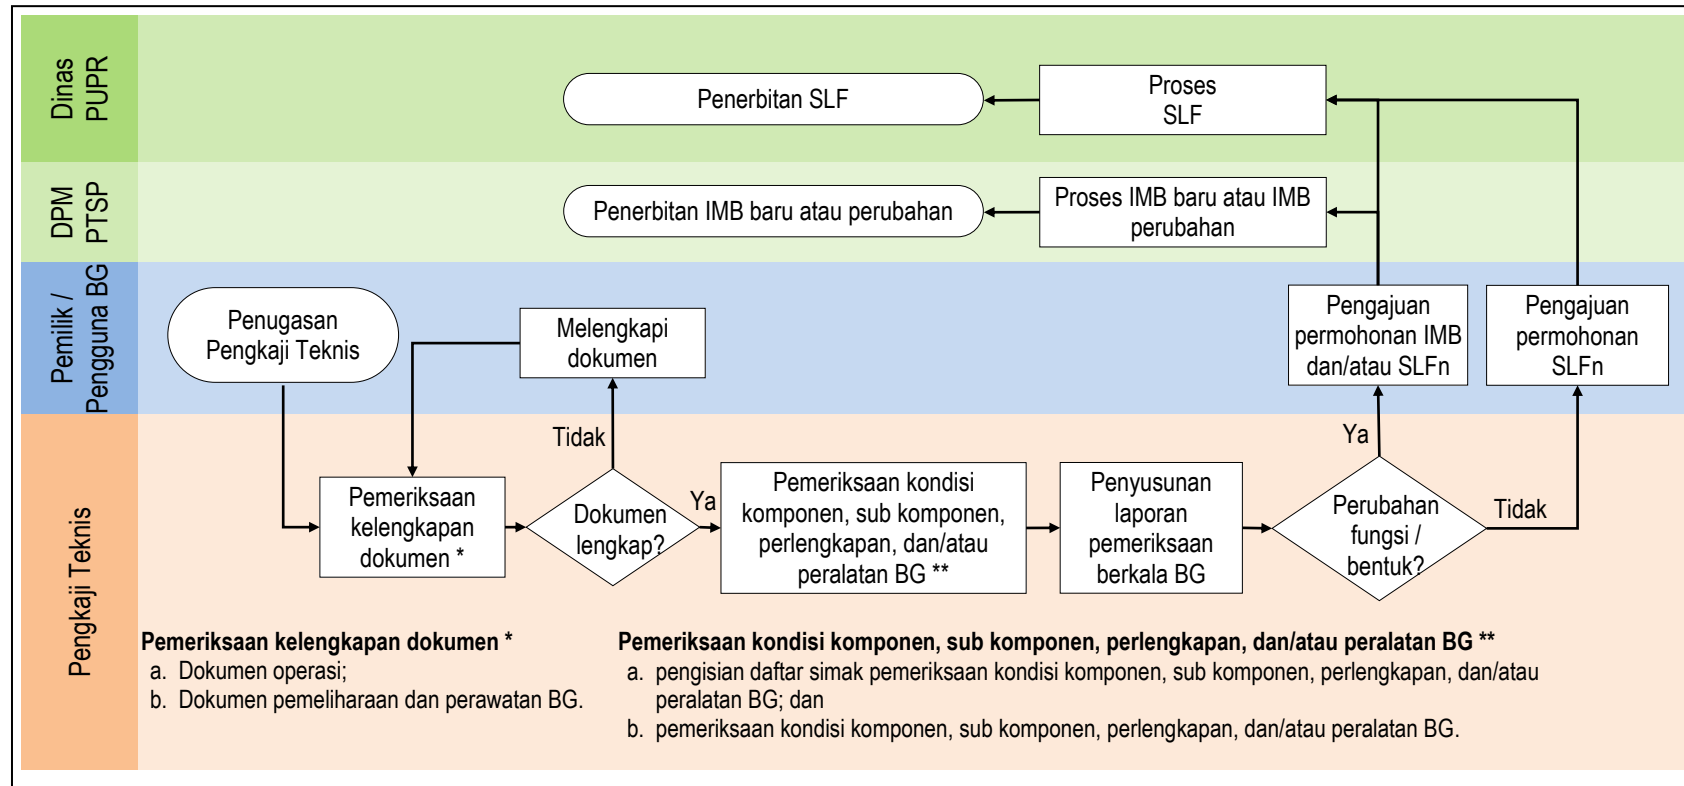 Dinas
PUPR
Penerbitan SLF
Proses
SLF
DPM
PTSP
Penerbitan IMB baru atau perubahan
Proses IMB baru atau IMB
perubahan
Pemilik /
Pengguna BG
Penugasan
Pengkaji Teknis
Melengkapi
dokumen
Pengajuan
permohonan IMB
dan/atau SLFn
Pengajuan
permohonan
SLFn
Pengkaji Teknis
Pemeriksaan
kelengkapan
dokumen *
Tidak
Dokumen
lengkap?
Ya
Pemeriksaan kondisi
komponen, sub komponen,
perlengkapan, dan/atau
peralatan BG **
Penyusunan
laporan
pemeriksaan
berkala BG
Ya
Perubahan
fungsi /
bentuk?
Tidak
Pemeriksaan kelengkapan dokumen *
a. Dokumen operasi;
b. Dokumen pemeliharaan dan perawatan BG.
Pemeriksaan kondisi komponen, sub komponen, perlengkapan, dan/atau peralatan BG **
a. pengisian daftar simak pemeriksaan kondisi komponen, sub komponen, perlengkapan, dan/atau
peralatan BG; dan
b. pemeriksaan kondisi komponen, sub komponen, perlengkapan, dan/atau peralatan BG.